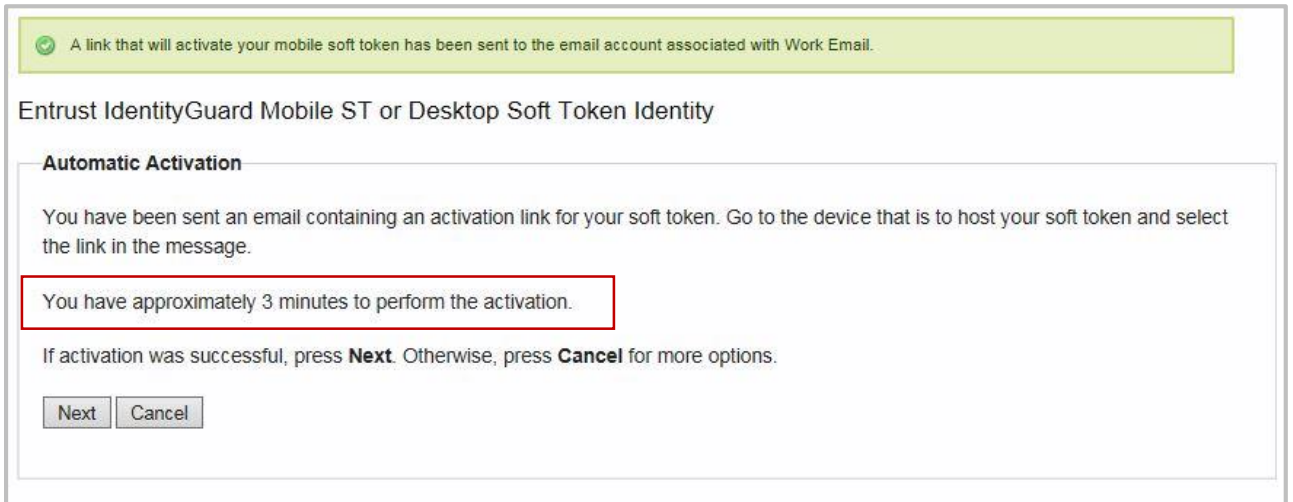 A link that will activate your mobile soft token has been sent to the email account associated with Work Email.
Entrust IdentityGuard Mobile ST or Desktop Soft Token Identity
Automatic Activation
You have been sent an email containing an activation link for your soft token. Go to the device that is to host your soft token and select
the link in the message.
You have approximately 3 minutes to perform the activation.
If activation was successful, press Next. Otherwise, press Cancel for more options.
Next Cancel